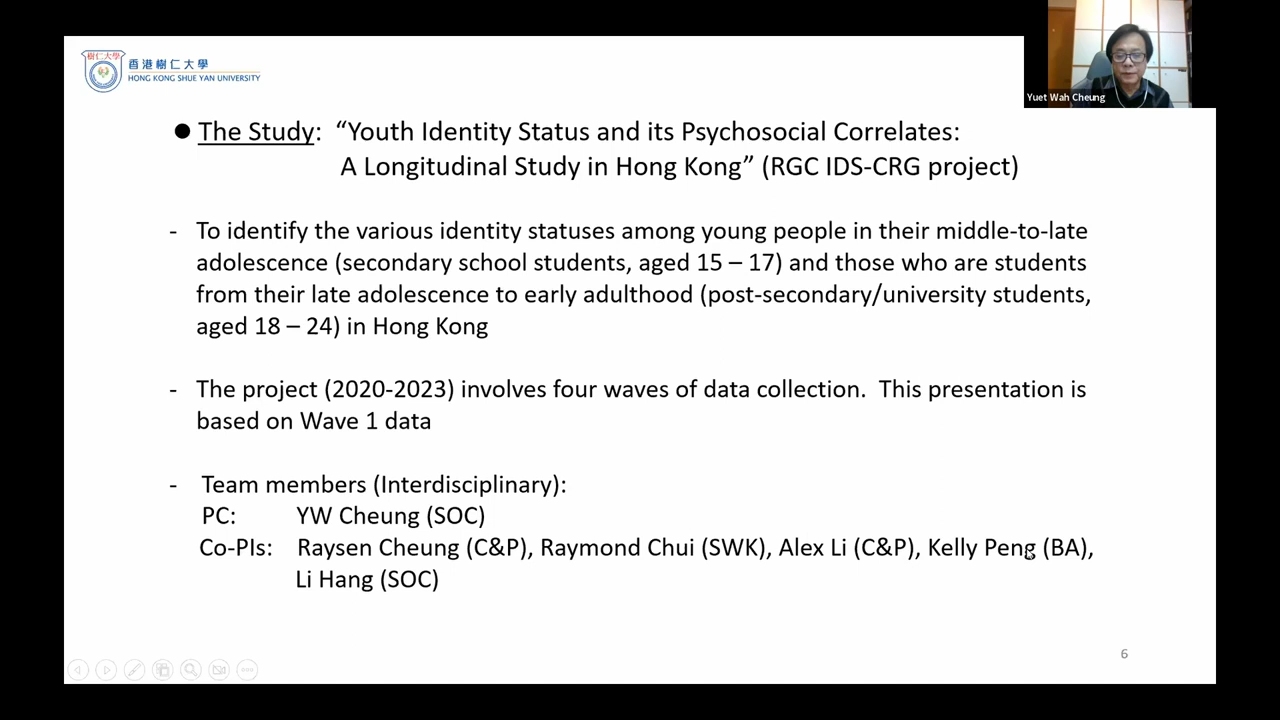 樹仁大學
香港樹仁大學
HONG KONG SHUE YAN UNIVERSITY
Yuet Wah Cheung
● The Study: “Youth Identity Status and its Psychosocial Correlates:
A Longitudinal Study in Hong Kong” (RGC IDS-CRG project)
- To identify the various identity statuses among young people in their middle-to-late
adolescence (secondary school students, aged 15 – 17) and those who are students
from their late adolescence to early adulthood (post-secondary/university students,
aged 18 – 24) in Hong Kong
- The project (2020-2023) involves four waves of data collection. This presentation is
based on Wave 1 data
- Team members (Interdisciplinary):
PC: YW Cheung (SOC)
Co-PIs: Raysen Cheung (C&P), Raymond Chui (SWK), Alex Li (C&P), Kelly Peng (BA),
Li Hang (SOC)
6